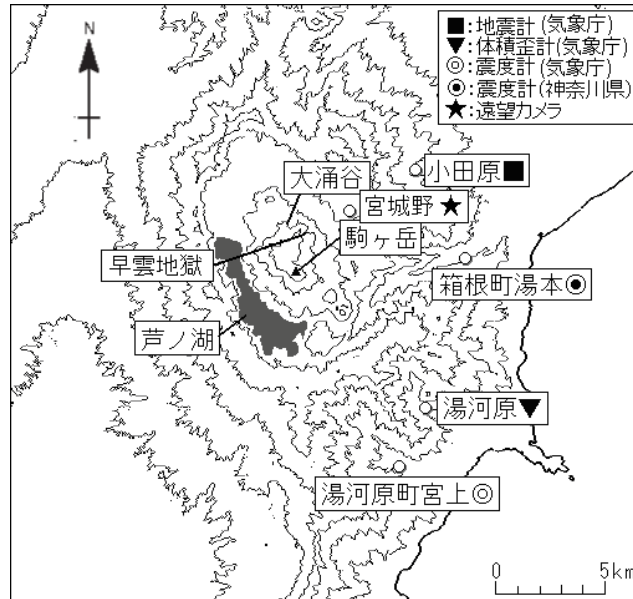 N
■:地震計(気象庁)
▼:体積歪計(気象庁)
◎:震度計(気象庁)
◉:震度計(神奈川県)
★:遠望カメラ
大涌谷
小田原■
宮城野★
駒ヶ岳
早雲地獄
箱根町湯本◉
芦ノ湖
湯河原▼
湯河原町宮上◎
0 5km